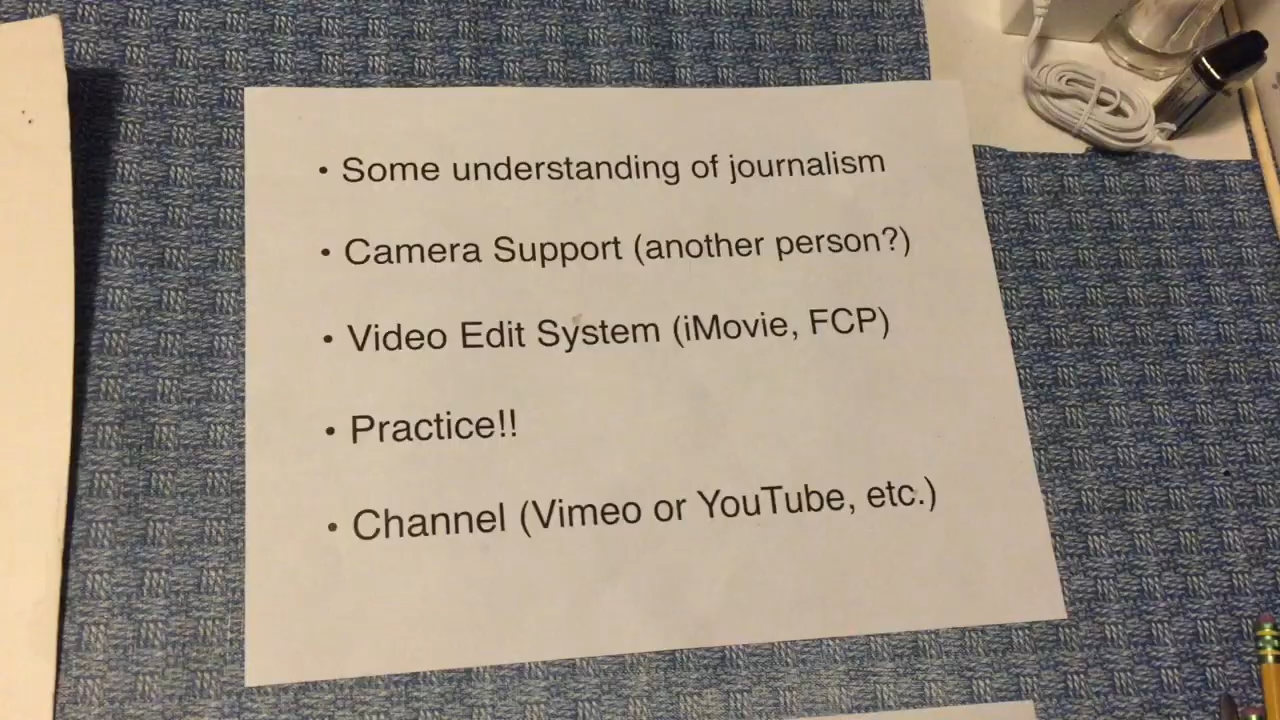 • Some understanding of journalism
• Camera Support (another person?)
• Video Edit System (iMovie, FCP)
• Practice!!
• Channel (Vimeo or YouTube, etc.)